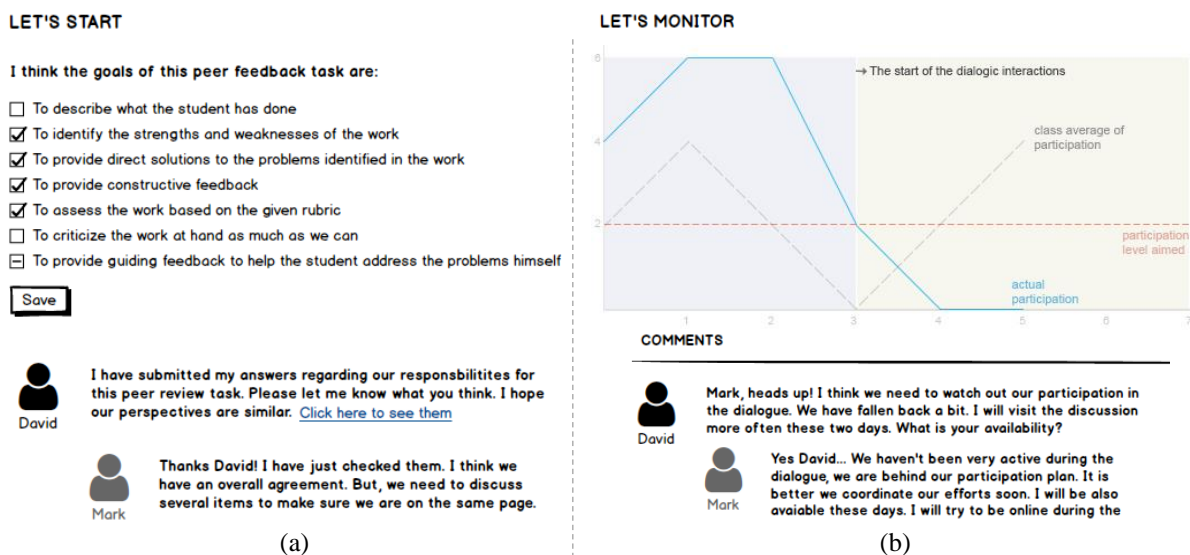 LET'S START
I think the goals of this peer feedback task are:
To describe what the student has done
To identify the strengths and weaknesses of the work
To provide direct solutions to the problems identified in the work
To provide constructive feedback
To assess the work based on the given rubric
To criticize the work at hand as much as we can
To provide guiding feedback to help the student address the problems himself
Save
I have submitted my answers regarding our responsbilitites for
this peer review task. Please let me know what you think. I hope
our perspectives are similar. Click here to see them
David
Thanks David! I have just checked them. I think we
have an overall agreement. But, we need to discuss
several items to make sure we are on the same page.
Mark
(a)
LET'S MONITOR
6
4
2
→ The start of the dialogic interactions
class average of
participation
participation
level aimed
actual
participation
1 2 3 4 5 6 7
COMMENTS
Mark, heads up! I think we need to watch out our participation in
the dialogue. We have fallen back a bit. I will visit the discussion
more often these two days. What is your availability?
David
Yes David... We haven't been very active during the
dialogue, we are behind our participation plan. It is
better we coordinate our efforts soon. I will be also
avaiable these days. I will try to be online during the
Mark
(b)